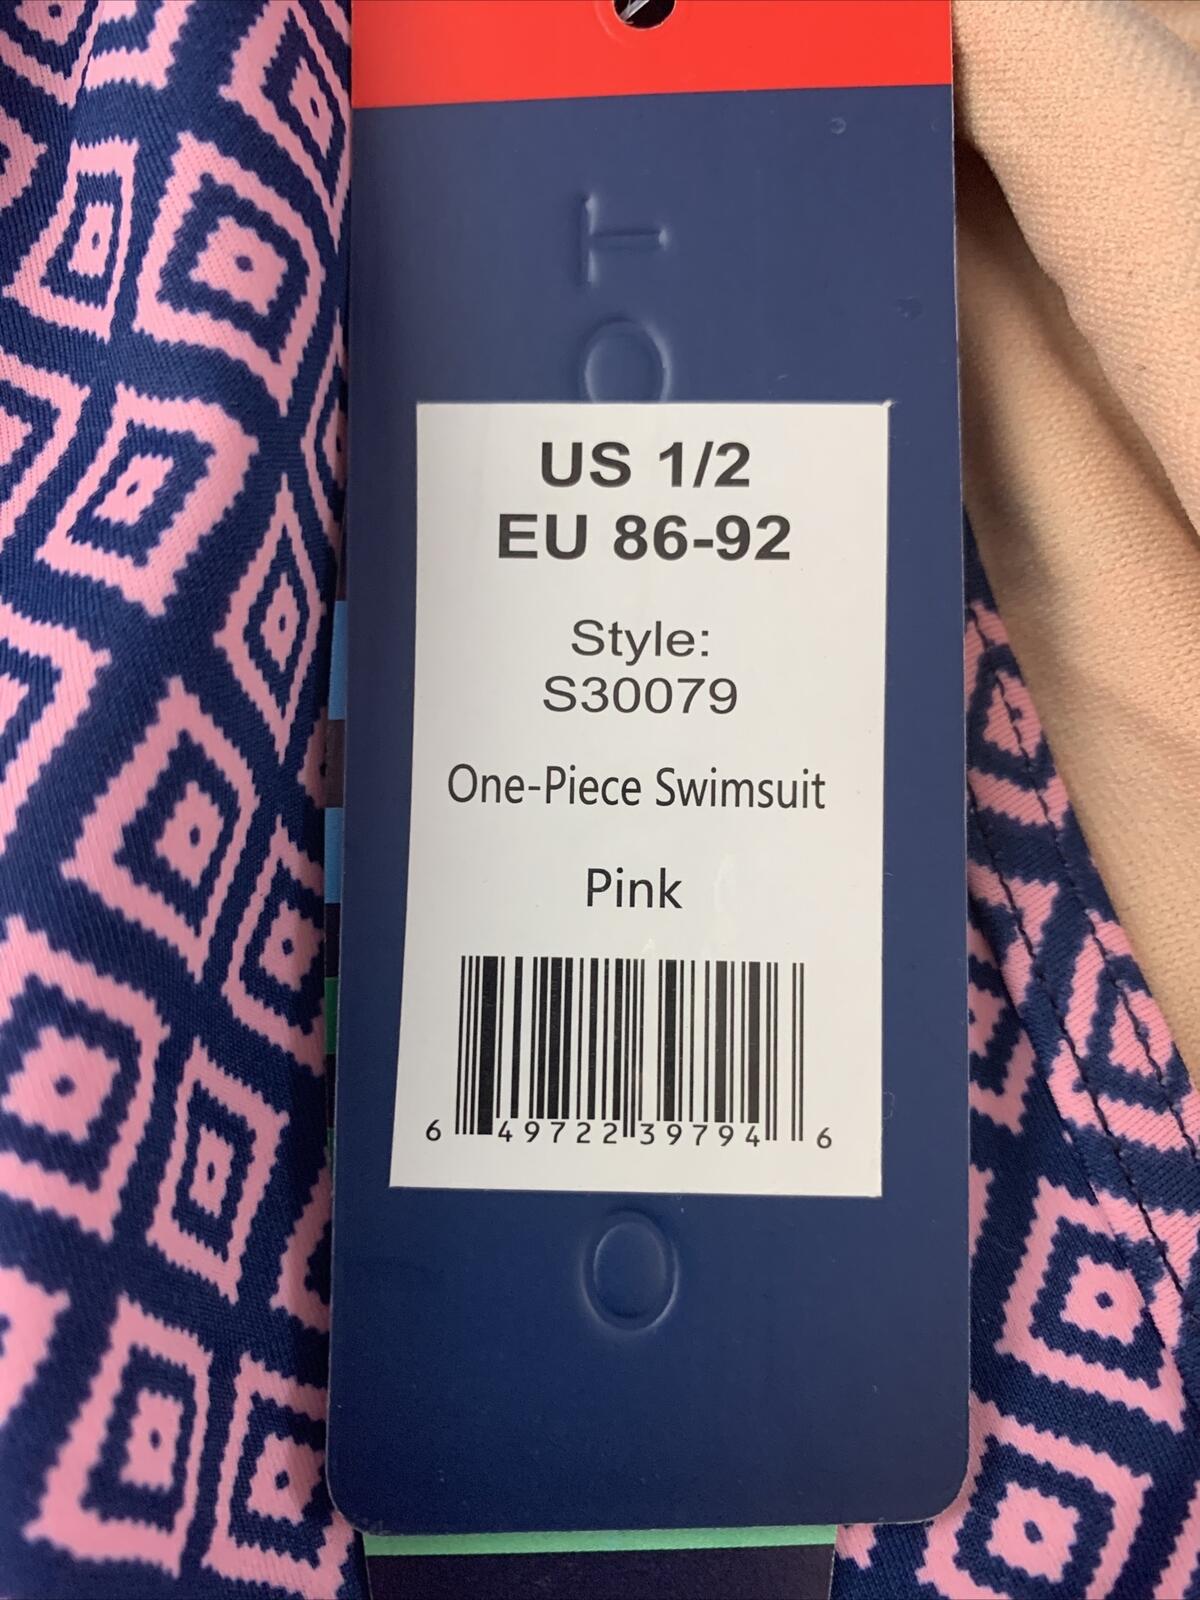 T
O
US 1/2
EU 86-92
Style:
S30079
One-Piece Swimsuit
Pink
6 49722 39794 6
O